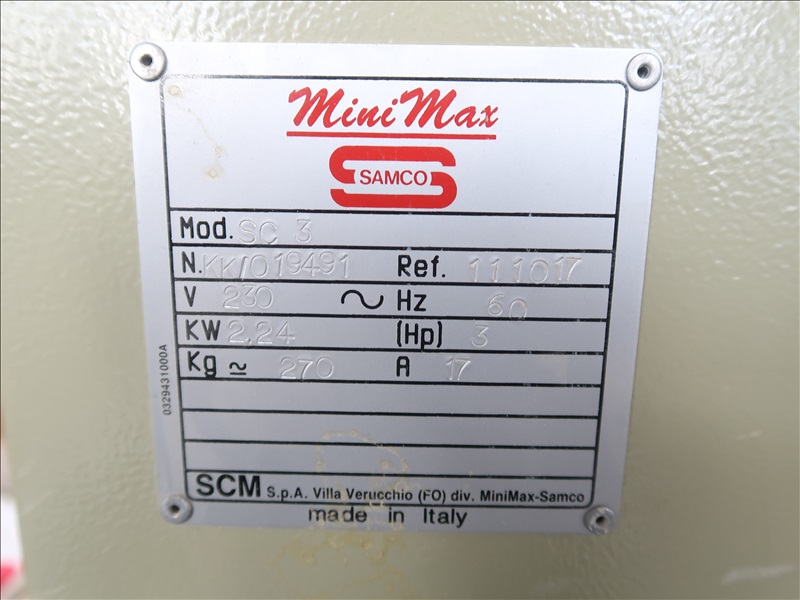 MiniMax
SAMCO
Mod. SC 3
N. KK/019491 Ref. 111017
V 230 ~ Hz 60
KW 2,24 (Hp) 3
Kg ≃ 270 A 17
0329431000A
SCM S.p.A. Villa Verucchio (FO) div. MiniMax-Samco
made in Italy